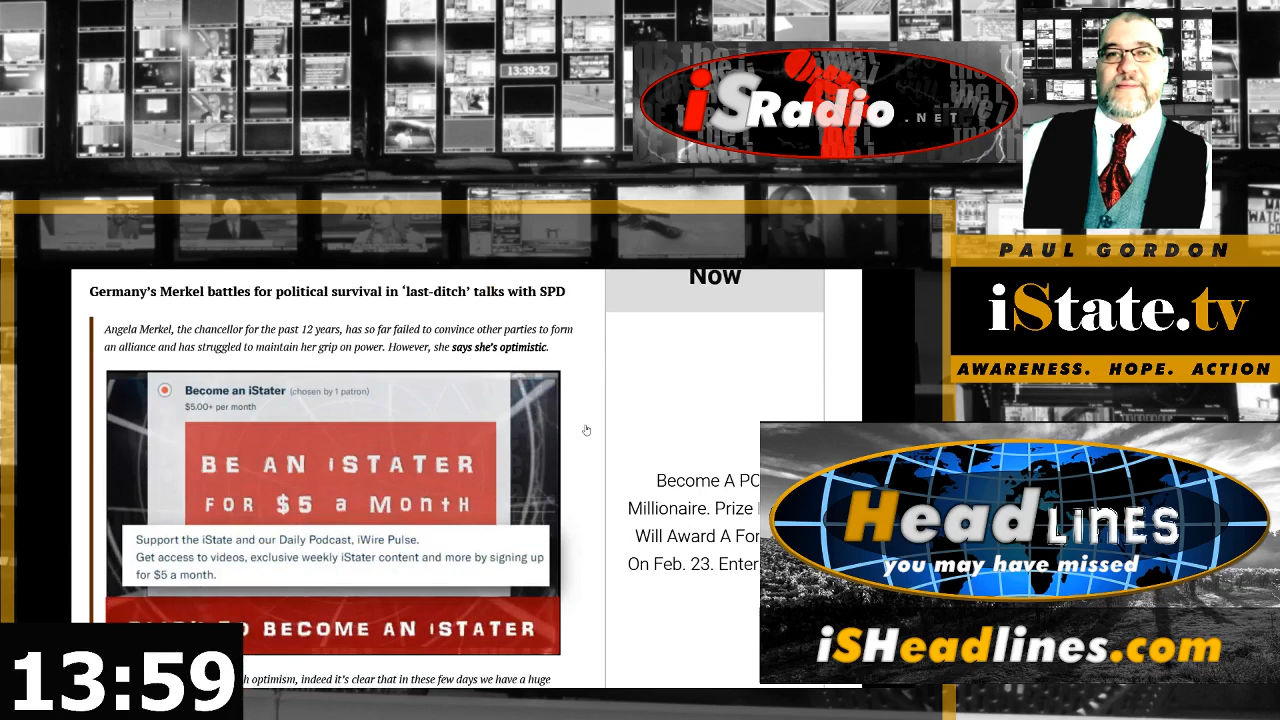 13:39:32
iSRadio.NET
PAUL GORDON
iState.tv
AWARENESS. HOPE. ACTION
Now
Germany's Merkel battles for political survival in 'last-ditch' talks with SPD
Angela Merkel, the chancellor for the past 12 years, has so far failed to convince other parties to form
an alliance and has struggled to maintain her grip on power. However, she says she's optimistic.
Become an iStater (chosen by 1 patron)
$5.00+ per month
BE AN iSTATER
FOR $5 a Month
Support the iState and our Daily Podcast, iWire Pulse.
Get access to videos, exclusive weekly iStater content and more by signing up
for $5 a month.
BECOME AN iSTATER
optimism, indeed it's clear that in these few days we have a huge
Become A
Millionaire. Prize
Will Award A
On Feb. 23. Enter
HeadLINES
you may have missed
iSHeadlines.com
13:59